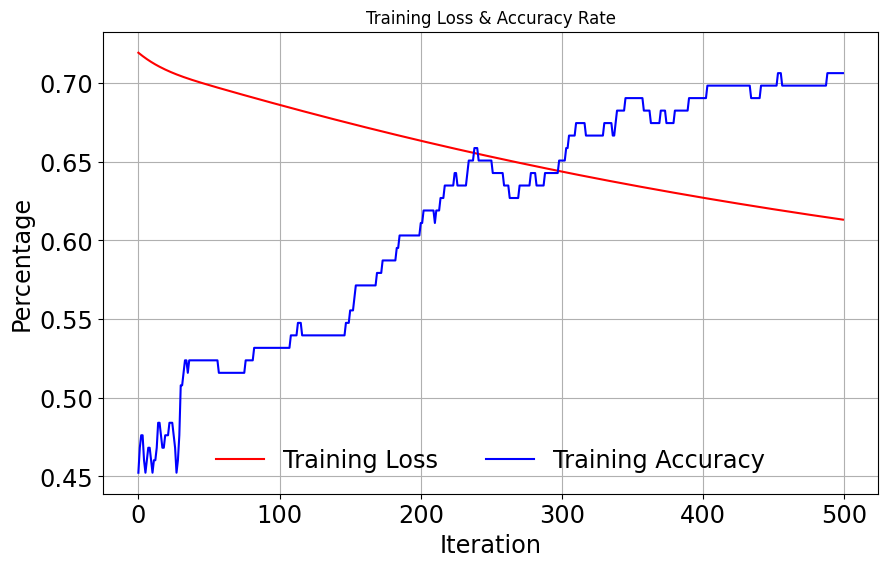 Training Loss & Accuracy Rate
0.70
0.65
0.60
0.55
0.50
0.45
Percentage
Training Loss
Training Accuracy
0 100 200 300 400 500
Iteration